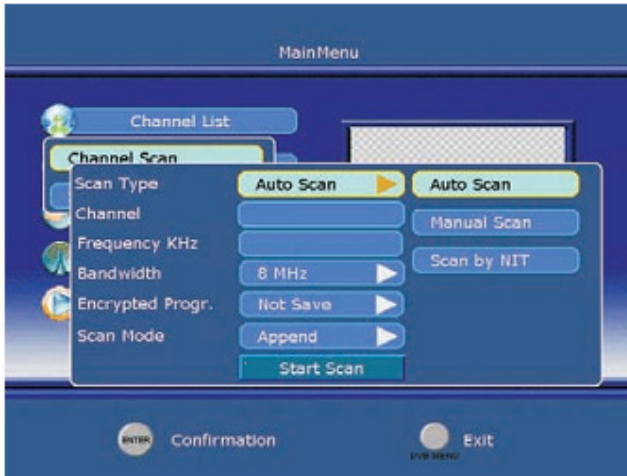 MainMenu
Channel List
Channel Scan
Scan Type Auto Scan Auto Scan
Channel Manual Scan
Frequency KHz Scan by NIT
Bandwidth 8 MHz
Encrypted Progr. Not Save
Scan Mode Append
Start Scan
ENTER Confirmation Exit
DVB MENU